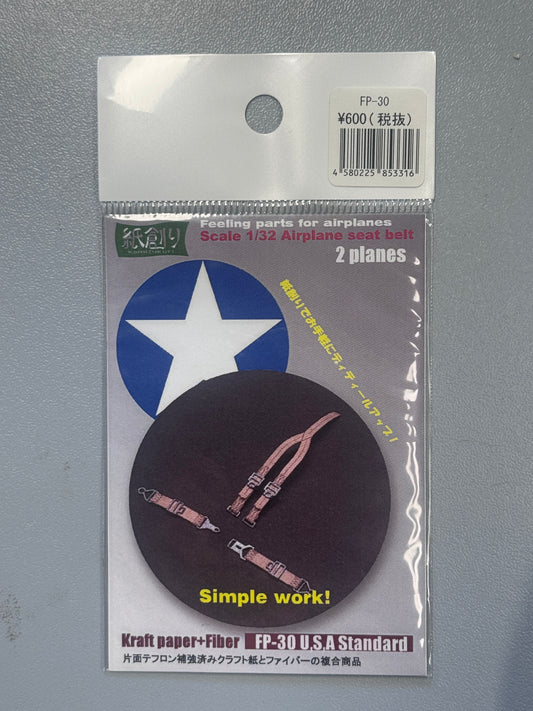 FP-30
¥600(税抜)
4 580225 853316
紙創り
Feeling parts for airplanes
Scale 1/32 Airplane seat belt
2 planes
紙創りでお手軽にディティールアップ!
Simple work!
Kraft paper+Fiber FP-30 U.S.A Standard
片面テフロン補強済みクラフト紙とファイバーの複合商品